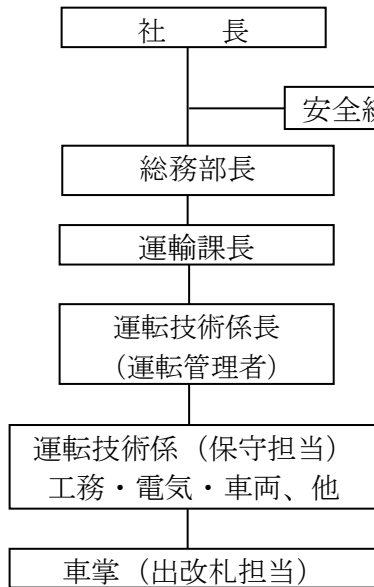 社　　長
安全統
総務部長
運輸課長
運転技術係長
（運転管理者）
運転技術係（保守担当）
工務・電気・車両、他
車掌（出改札担当）